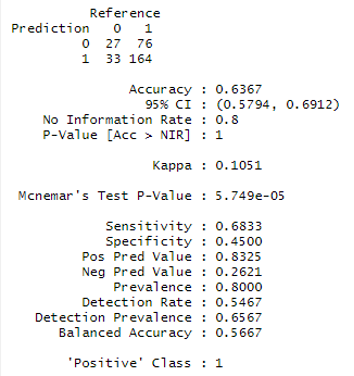 Reference
Prediction 0 1
0 27 76
1 33 164
Accuracy : 0.6367
95% CI : (0.5794, 0.6912)
No Information Rate : 0.8
P-Value [Acc > NIR] : 1
Kappa : 0.1051
Mcnemar's Test P-Value : 5.749e-05
Sensitivity : 0.6833
Specificity : 0.4500
Pos Pred Value : 0.8325
Neg Pred Value : 0.2621
Prevalence : 0.8000
Detection Rate : 0.5467
Detection Prevalence : 0.6567
Balanced Accuracy : 0.5667
'Positive' Class : 1